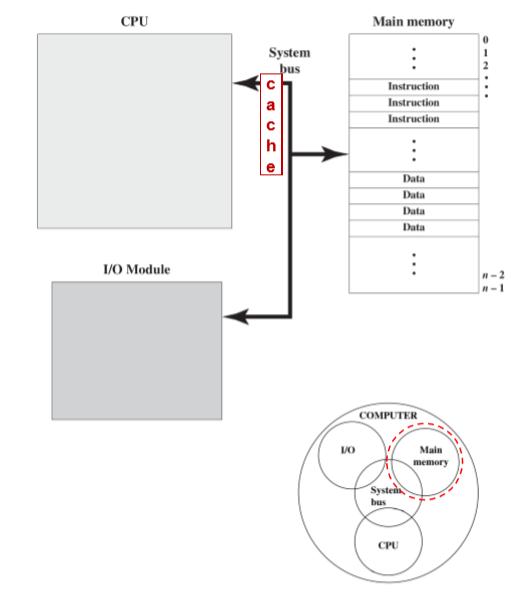 CPU
System
bus
cache
Main memory
0
1
2
Instruction
Instruction
Instruction
Data
Data
Data
Data
n – 2
n – 1
I/O Module
COMPUTER
I/O
Main
memory
System
bus
CPU